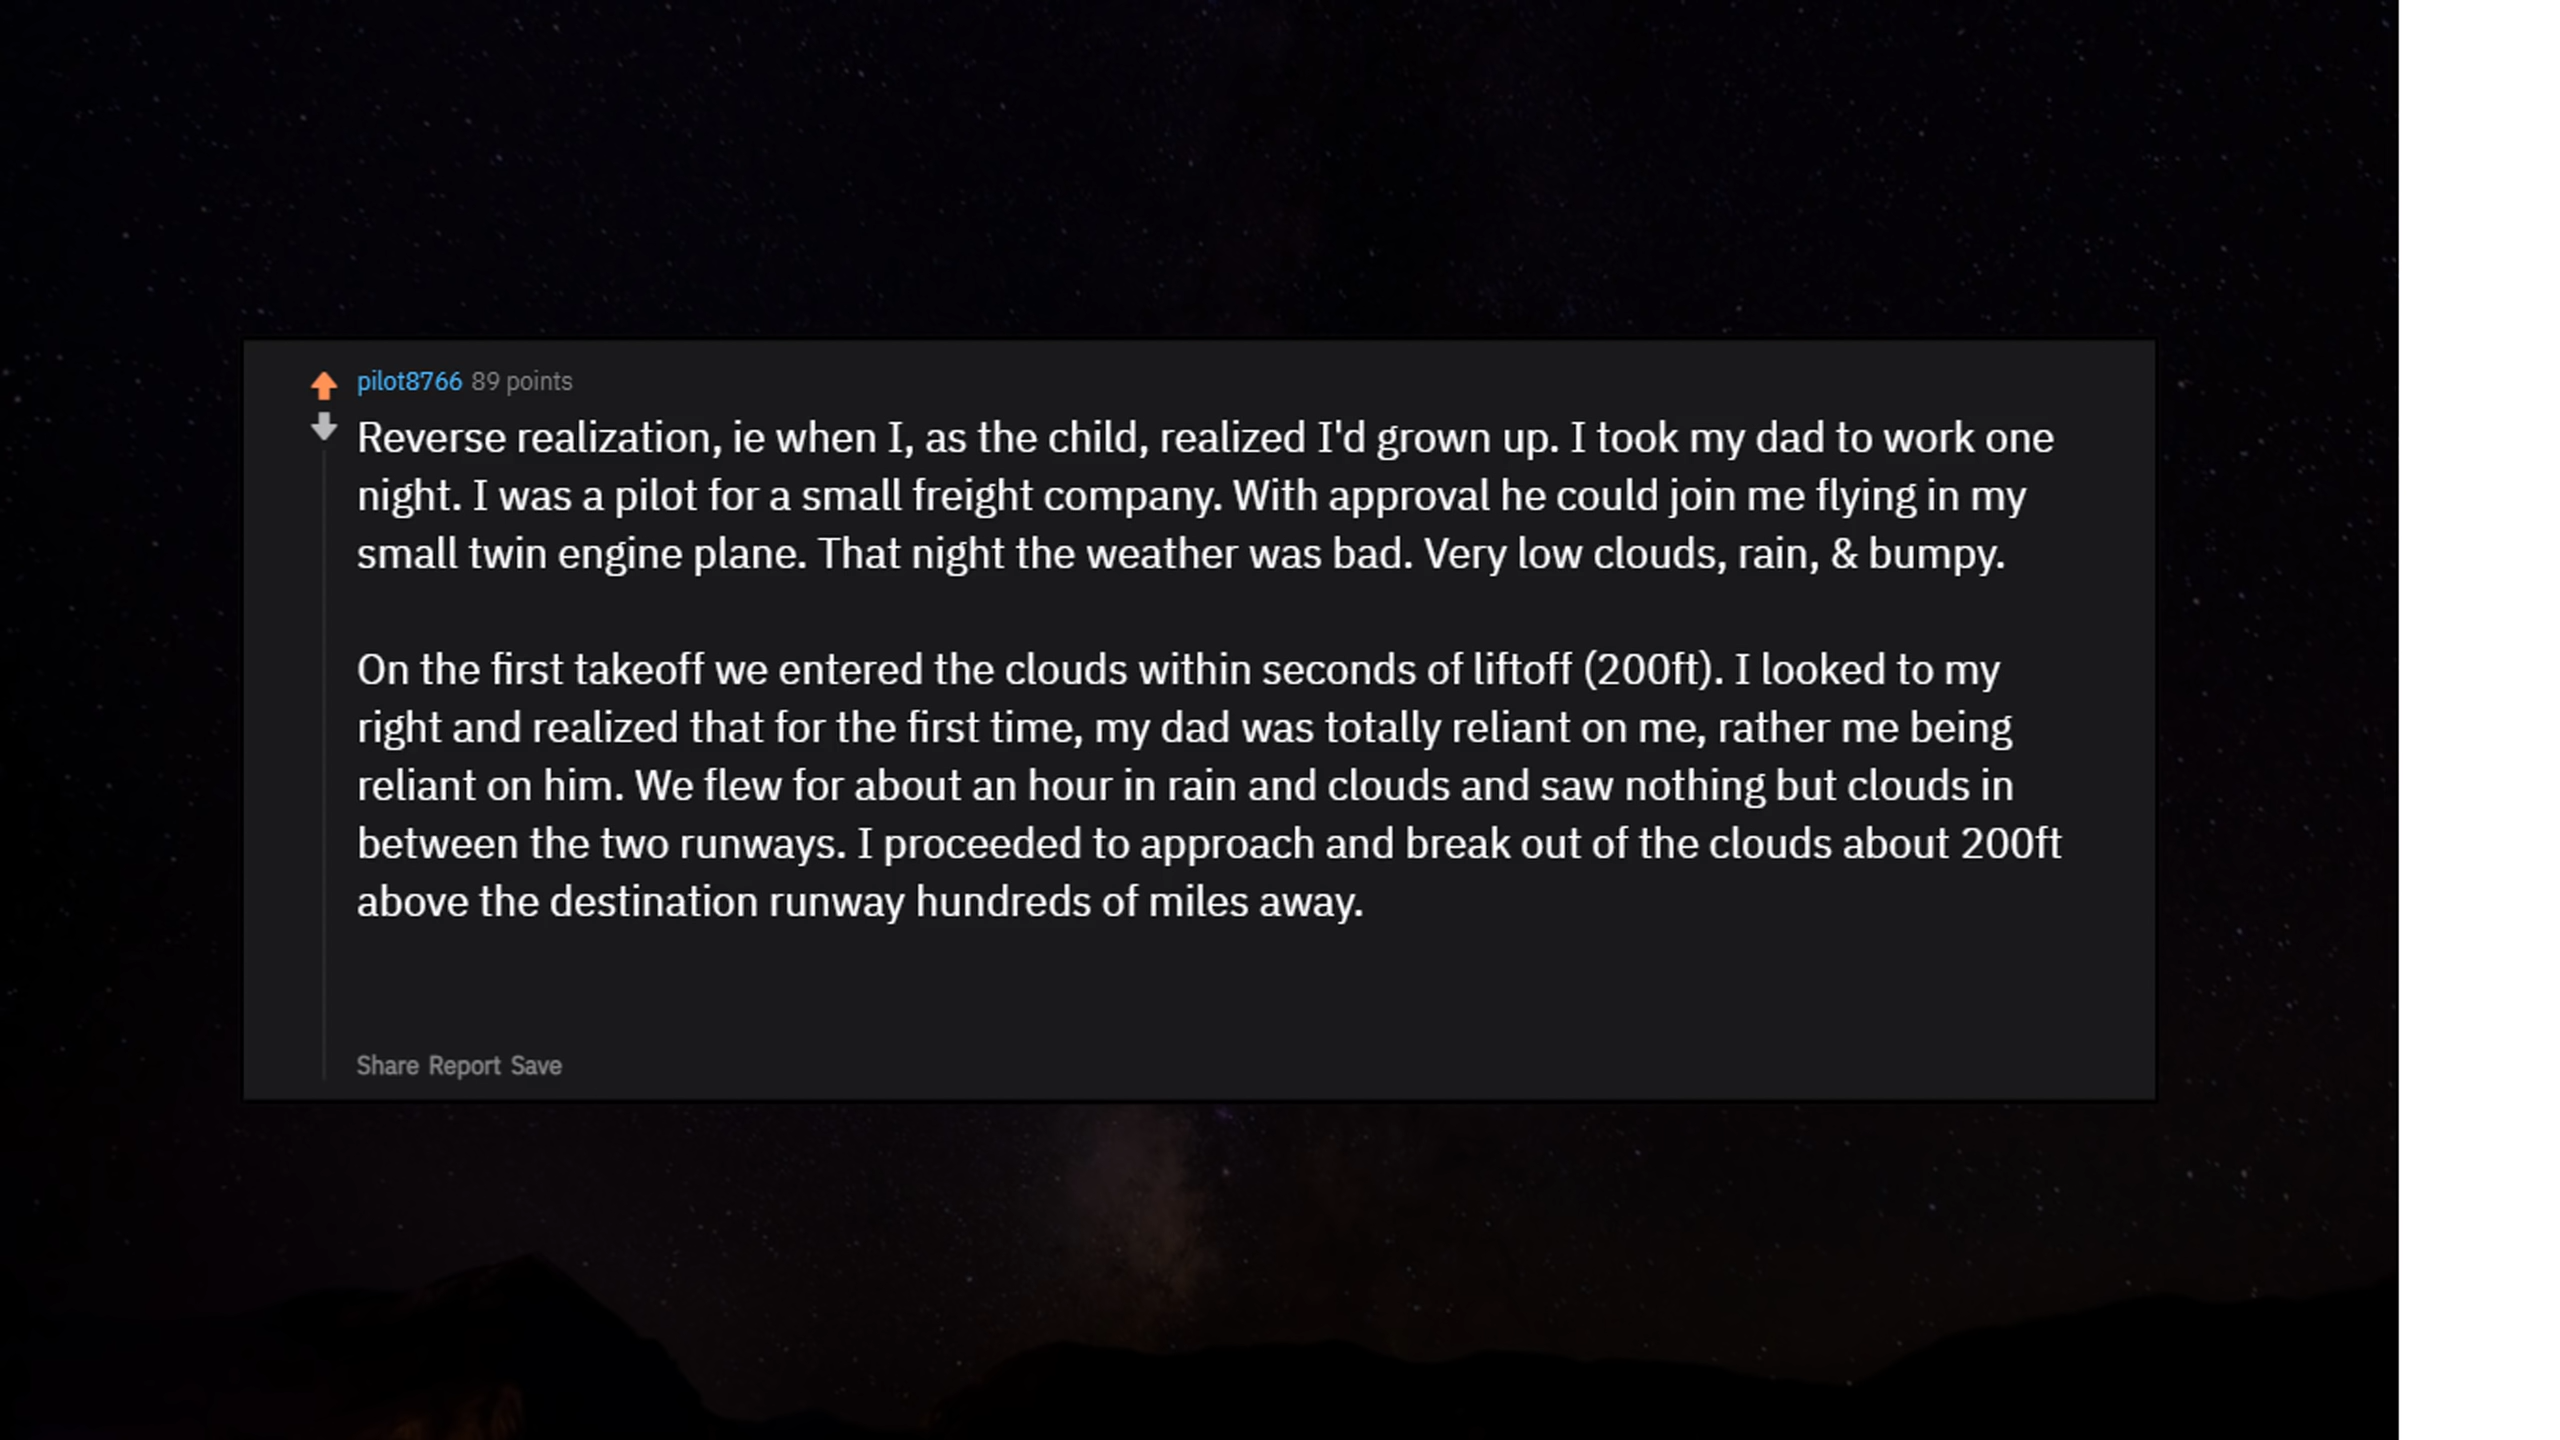 pilot8766 89 points
Reverse realization, ie when I, as the child, realized I'd grown up. I took my dad to work one
night. I was a pilot for a small freight company. With approval he could join me flying in my
small twin engine plane. That night the weather was bad. Very low clouds, rain, & bumpy.
On the first takeoff we entered the clouds within seconds of liftoff (200ft). I looked to my
right and realized that for the first time, my dad was totally reliant on me, rather me being
reliant on him. We flew for about an hour in rain and clouds and saw nothing but clouds in
between the two runways. I proceeded to approach and break out of the clouds about 200ft
above the destination runway hundreds of miles away.
Share Report Save